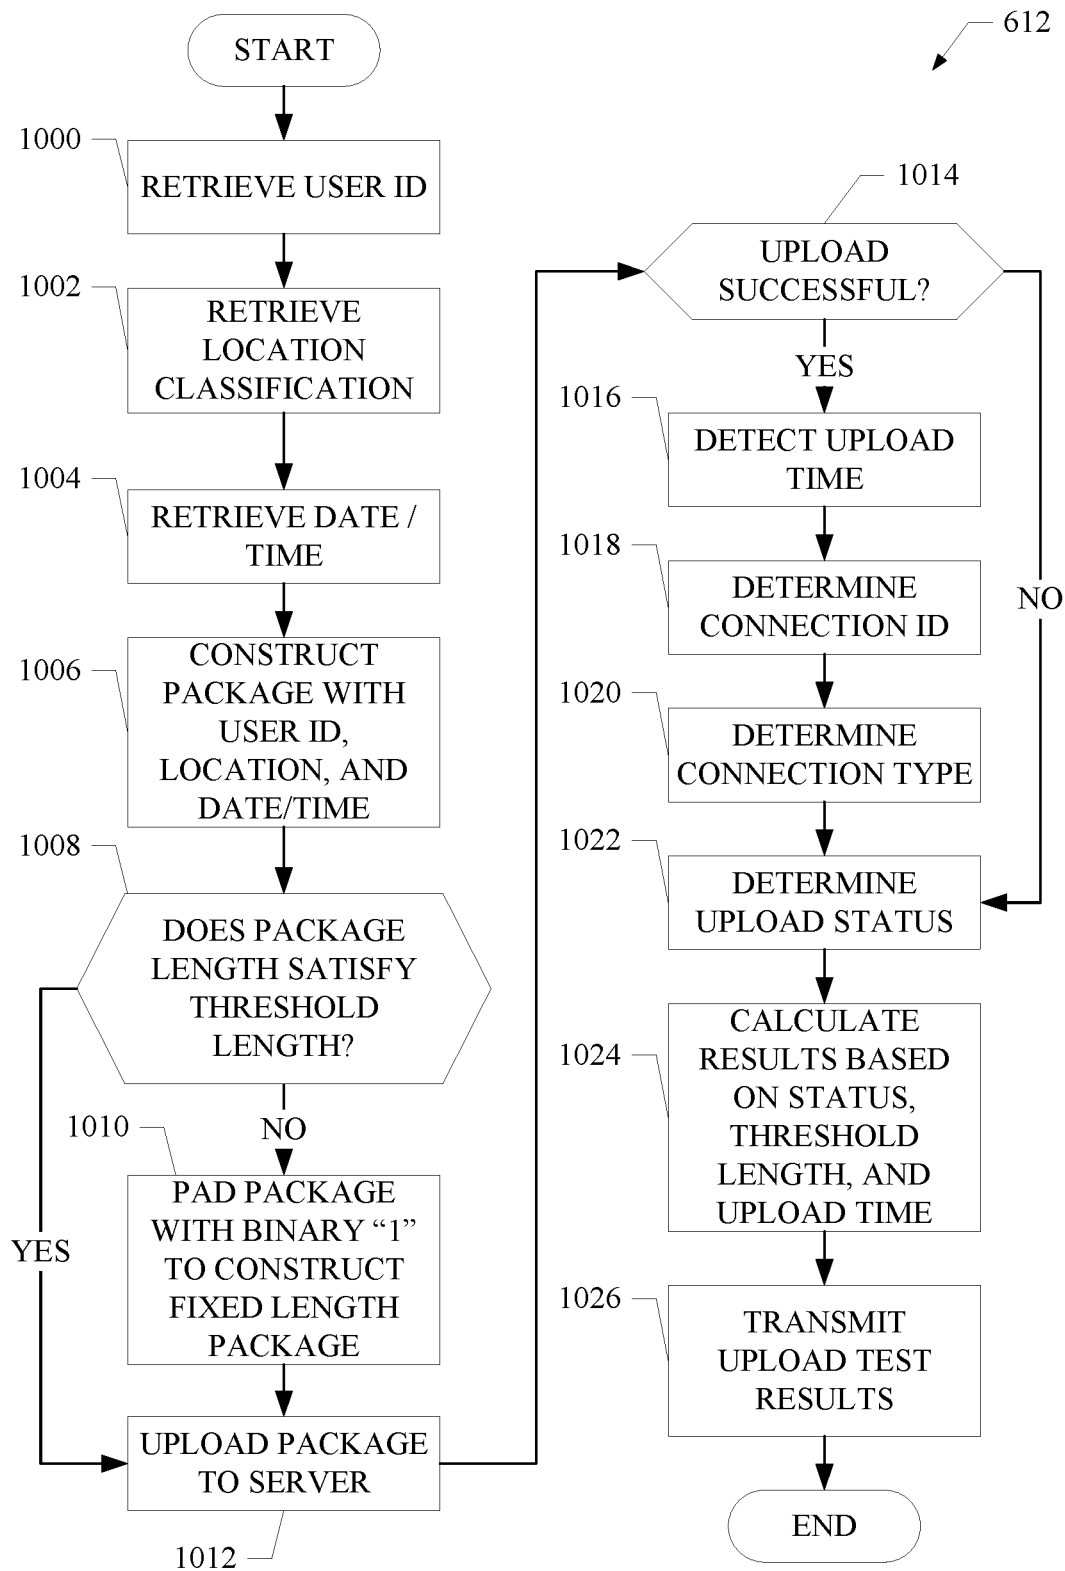 START
612
1000
RETRIEVE USER ID
1002
RETRIEVE
LOCATION
CLASSIFICATION
1004
RETRIEVE DATE /
TIME
1006
CONSTRUCT
PACKAGE WITH
USER ID,
LOCATION, AND
DATE/TIME
1008
DOES PACKAGE
LENGTH SATISFY
THRESHOLD
LENGTH?
YES
NO
1010
PAD PACKAGE
WITH BINARY “1”
TO CONSTRUCT
FIXED LENGTH
PACKAGE
UPLOAD PACKAGE
TO SERVER
1012
1014
UPLOAD
SUCCESSFUL?
YES
NO
1016
DETECT UPLOAD
TIME
1018
DETERMINE
CONNECTION ID
1020
DETERMINE
CONNECTION TYPE
1022
DETERMINE
UPLOAD STATUS
1024
CALCULATE
RESULTS BASED
ON STATUS,
THRESHOLD
LENGTH, AND
UPLOAD TIME
1026
TRANSMIT
UPLOAD TEST
RESULTS
END